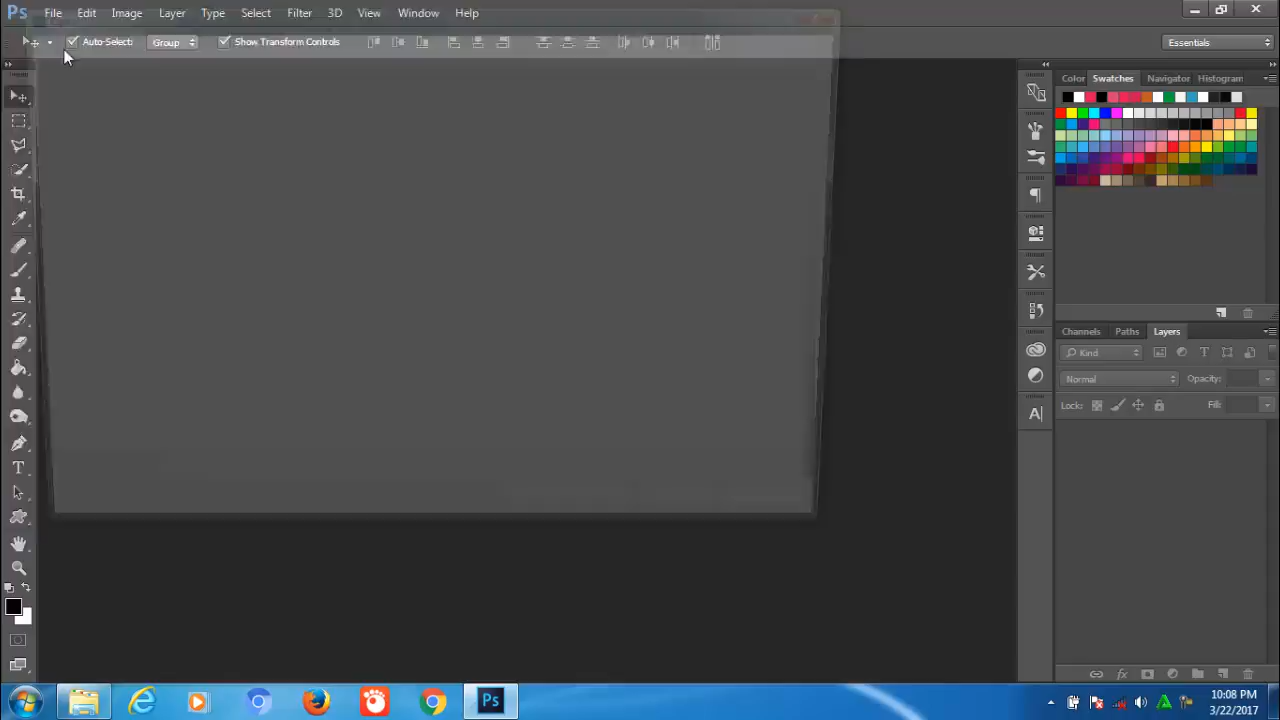 Ps File Edit Image Layer Type Select Filter 3D View Window Help
Auto-Select: Group Show Transform Controls Essentials
Color Swatches Navigator Histogram
Channels Paths Layers
Kind
Normal Opacity:
Lock: Fill:
Ps
10:08 PM
3/22/2017